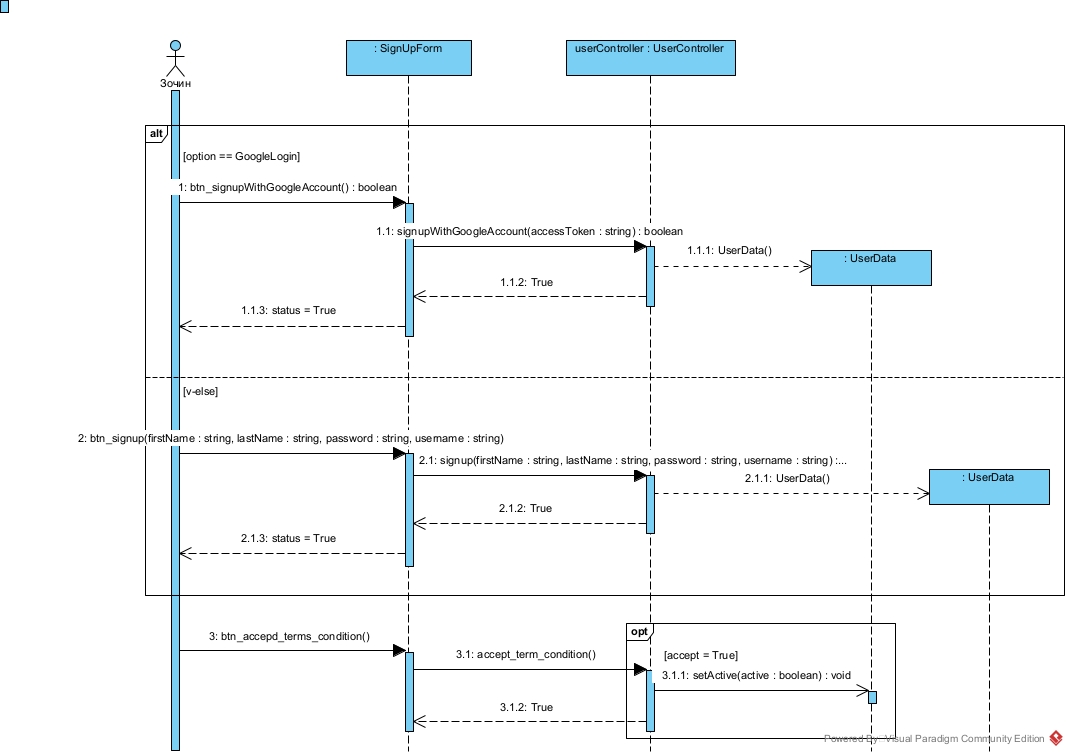 : SignUpForm
userController : UserController
Зочин
alt
[option == GoogleLogin]
1: btn_signupWithGoogleAccount() : boolean
1.1: signupWithGoogleAccount(accessToken : string) : boolean
1.1.1: UserData()
: UserData
1.1.2: True
1.1.3: status = True
[v-else]
2: btn_signup(firstName : string, lastName : string, password : string, username : string)
2.1: signup(firstName : string, lastName : string, password : string, username : string) :...
2.1.1: UserData()
: UserData
2.1.2: True
2.1.3: status = True
3: btn_accepd_terms_condition()
opt
3.1: accept_term_condition()
[accept = True]
3.1.1: setActive(active : boolean) : void
3.1.2: True
Powered By: Visual Paradigm Community Edition